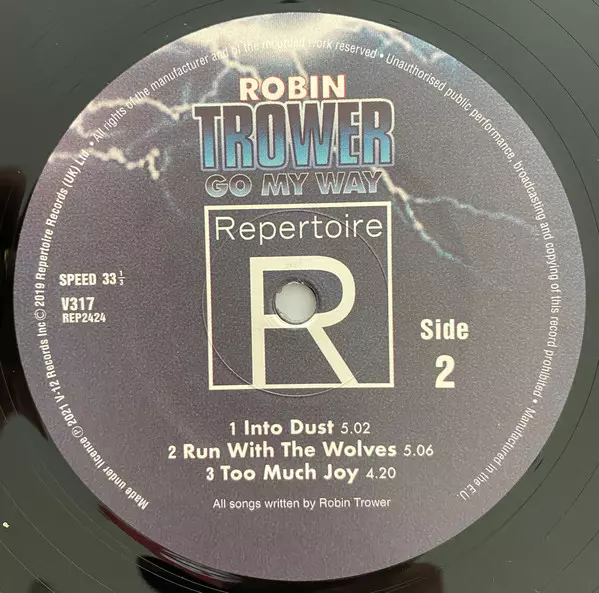 ROBIN
TROWER
GO MY WAY
Repertoire
R
SPEED 33 1/3
V317
REP2424
Side
2
1 Into Dust 5.02
2 Run With The Wolves 5.06
3 Too Much Joy 4.20
All songs written by Robin Trower
Made under licence ℗ 2021 V-12 Records Inc © 2019 Repertoire Records (UK) Ltd. • All rights of the manufacturer and of the recorded work reserved • Unauthorised public performance, broadcasting and copying of this record prohibited • Manufactured in the E.U.